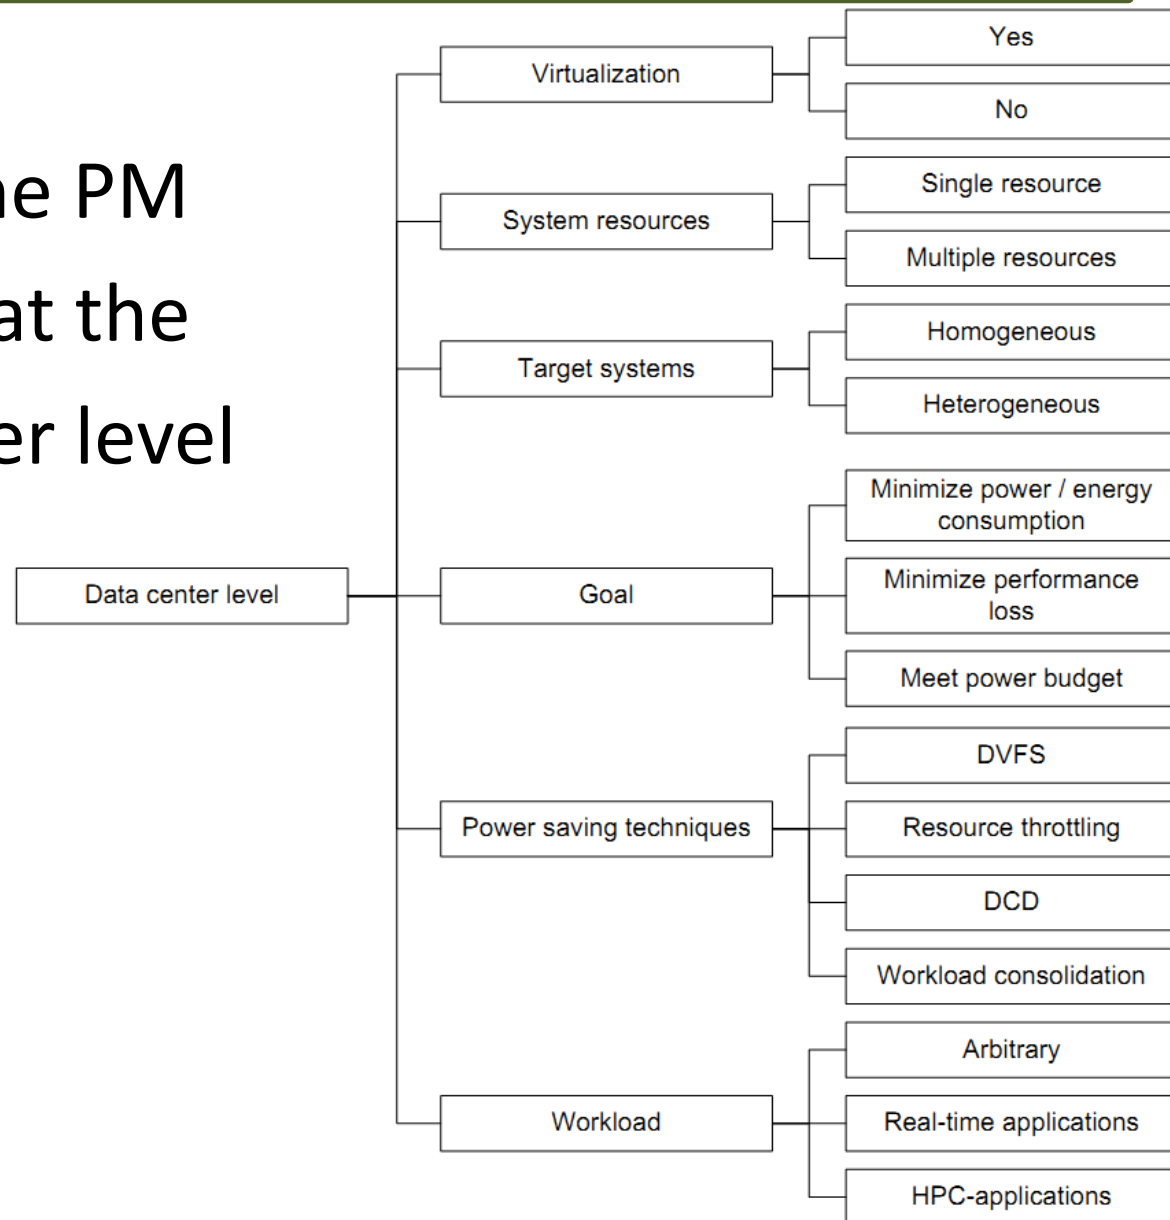 ne PM
at the
er level
Data center level
Virtualization
Yes
No
System resources
Single resource
Multiple resources
Target systems
Homogeneous
Heterogeneous
Goal
Minimize power / energy
consumption
Minimize performance
loss
Meet power budget
Power saving techniques
DVFS
Resource throttling
DCD
Workload consolidation
Workload
Arbitrary
Real-time applications
HPC-applications